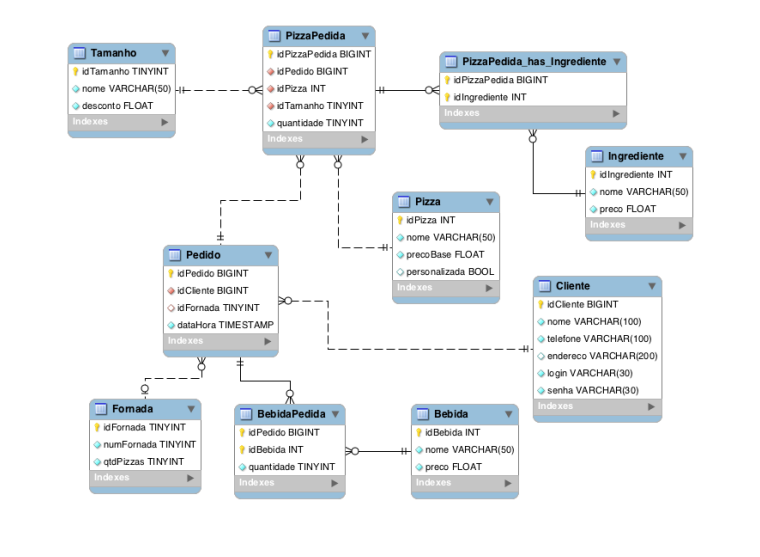 Tamanho
idTamanho TINYINT
nome VARCHAR(50)
desconto FLOAT
Indexes
PizzaPedida
idPizzaPedida BIGINT
idPedido BIGINT
idPizza INT
idTamanho TINYINT
quantidade TINYINT
Indexes
PizzaPedida_has_Ingrediente
idPizzaPedida BIGINT
idIngrediente INT
Indexes
Ingrediente
idIngrediente INT
nome VARCHAR(50)
preco FLOAT
Indexes
Pizza
idPizza INT
nome VARCHAR(50)
precoBase FLOAT
personalizada BOOL
Indexes
Pedido
idPedido BIGINT
idCliente BIGINT
idFornada TINYINT
dataHora TIMESTAMP
Indexes
Cliente
idCliente BIGINT
nome VARCHAR(100)
telefone VARCHAR(100)
endereco VARCHAR(200)
login VARCHAR(30)
senha VARCHAR(30)
Indexes
Fornada
idFornada TINYINT
numFornada TINYINT
qtdPizzas TINYINT
Indexes
BebidaPedida
idPedido BIGINT
idBebida INT
quantidade TINYINT
Indexes
Bebida
idBebida INT
nome VARCHAR(50)
preco FLOAT
Indexes